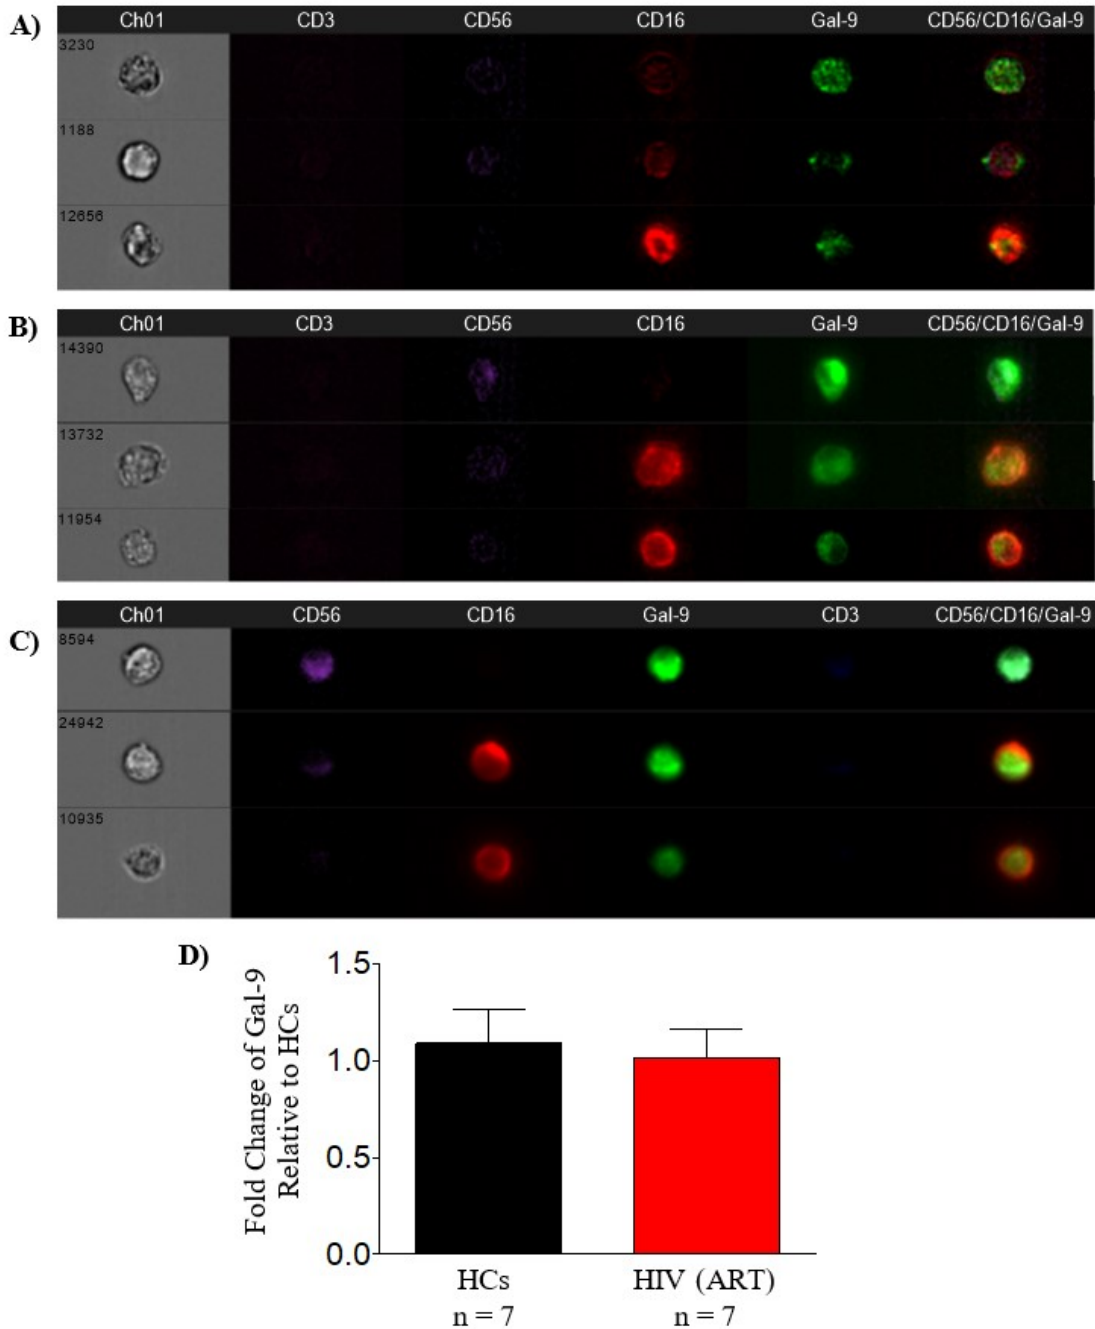 A)
Ch01 CD3 CD56 CD16 Gal-9 CD56/CD16/Gal-9
3230
1188
12656
B)
Ch01 CD3 CD56 CD16 Gal-9 CD56/CD16/Gal-9
14390
13732
11954
C)
Ch01 CD56 CD16 Gal-9 CD3 CD56/CD16/Gal-9
8594
24942
10935
D)
Fold Change of Gal-9
Relative to HCs
1.5
1.0
0.5
0.0
HCs HIV (ART)
n = 7 n = 7